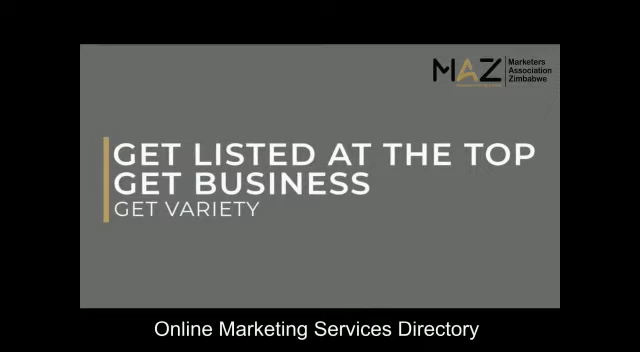 MAZ
Marketers
Association
Zimbabwe
GET LISTED AT THE TOP
GET BUSINESS
GET VARIETY
Online Marketing Services Directory